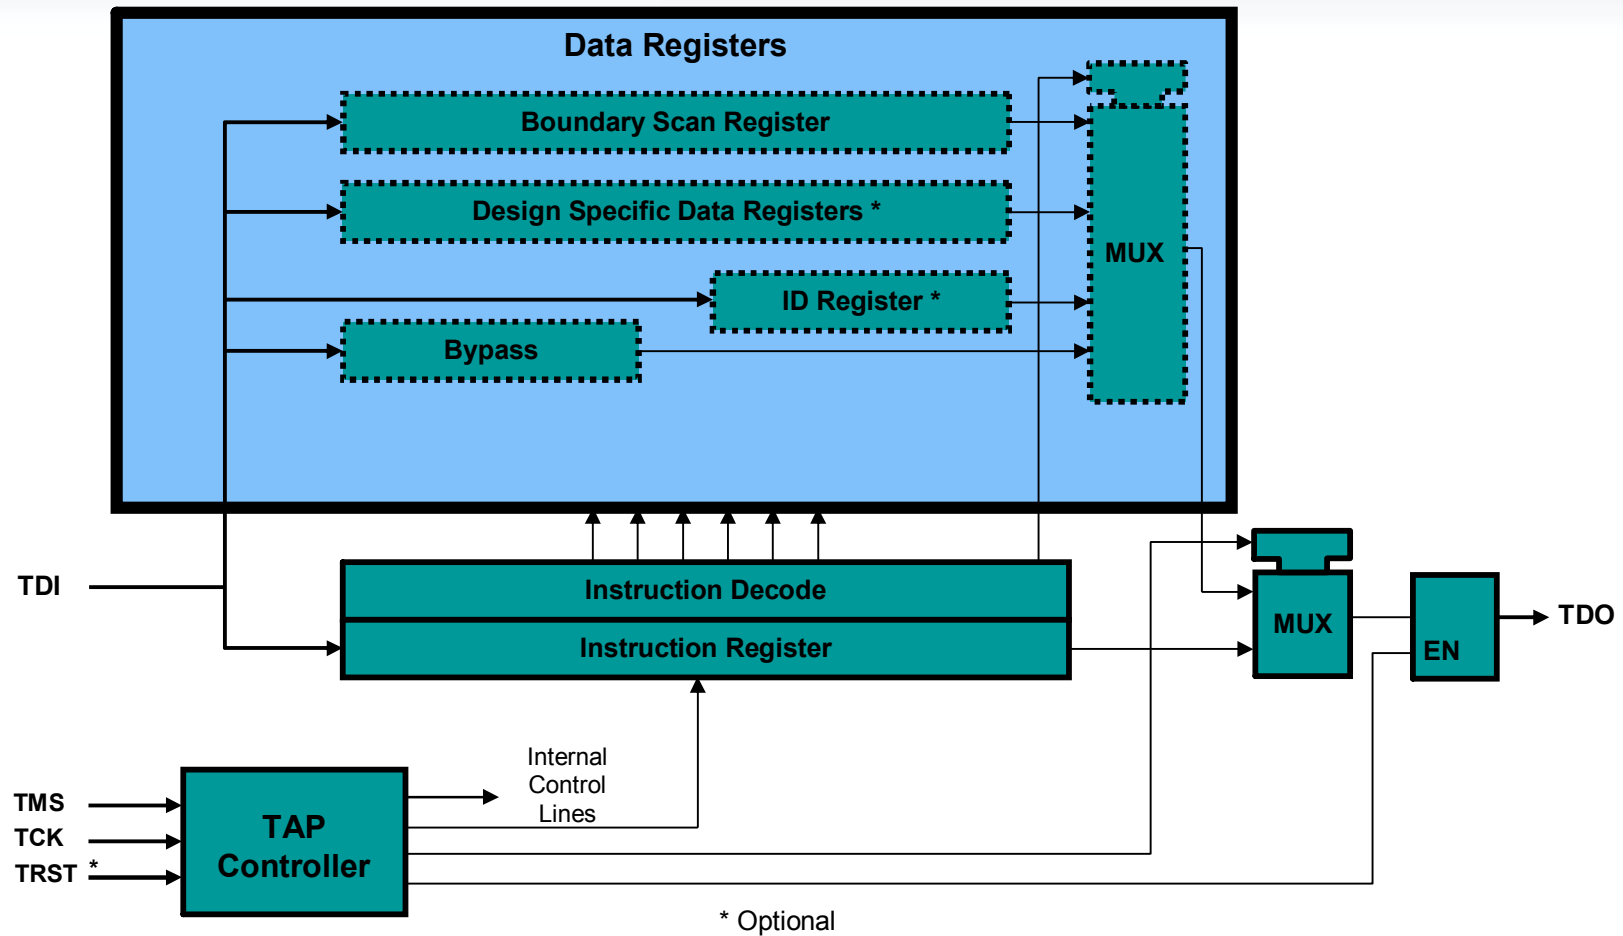 Data Registers
Boundary Scan Register
Design Specific Data Registers *
MUX
ID Register *
Bypass
TDI
Instruction Decode
Instruction Register
MUX
EN
TDO
TMS
TCK
TRST *
TAP
Controller
Internal
Control
Lines
* Optional